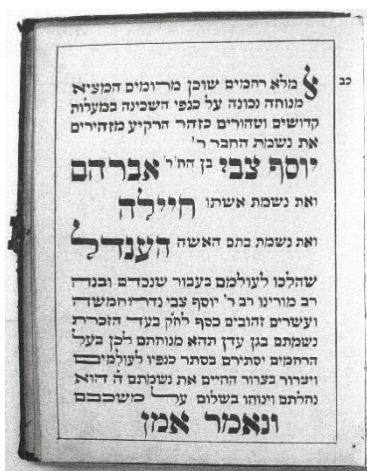 כב
אל מלא רחמים שוכן מרומים המציא
מנוחה נכונה על כנפי השכינה במעלות
קדושים וטהורים כזהר הרקיע מזהירים
את נשמת החבר ר'
יוסף צבי בן הח"ר אברהם
ואת נשמת אשתו חיילה
ואת נשמת בתם האשה הענדל
שהלכו לעולמם בעבור שנכדם ובנה
רב מורינו רב ר' יוסף צבי נדר חמשה
ועשרים זהובים כסף לחק בעד הזכרת
נשמתם בגן עדן תהא מנוחתם לכן בעל
הרחמים יסתירם בסתר כנפיו לעולמים
ויצרור בצרור החיים את נשמתם ה' הוא
נחלתם וינוחו בשלום על משכבם
ונאמר אמן